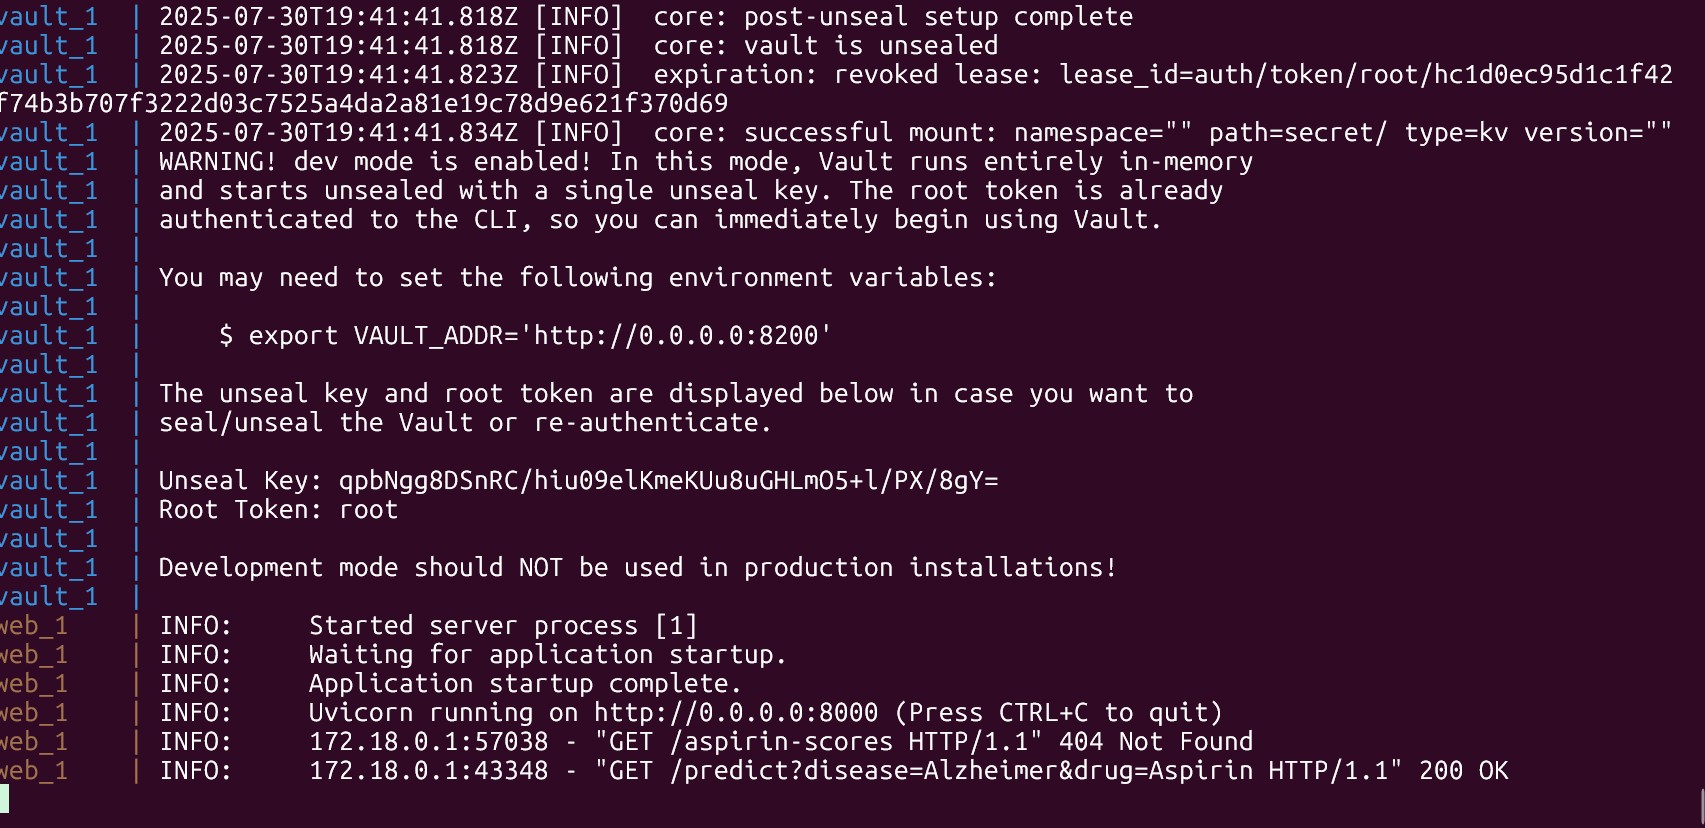 vault_1  | 2025-07-30T19:41:41.818Z [INFO]  core: post-unseal setup complete
vault_1  | 2025-07-30T19:41:41.818Z [INFO]  core: vault is unsealed
vault_1  | 2025-07-30T19:41:41.823Z [INFO]  expiration: revoked lease: lease_id=auth/token/root/hc1d0ec95d1c1f42
f74b3b707f3222d03c7525a4da2a81e19c78d9e621f370d69
vault_1  | 2025-07-30T19:41:41.834Z [INFO]  core: successful mount: namespace="" path=secret/ type=kv version=""
vault_1  | WARNING! dev mode is enabled! In this mode, Vault runs entirely in-memory
vault_1  | and starts unsealed with a single unseal key. The root token is already
vault_1  | authenticated to the CLI, so you can immediately begin using Vault.
vault_1  |
vault_1  | You may need to set the following environment variables:
vault_1  |
vault_1  |     $ export VAULT_ADDR='http://0.0.0.0:8200'
vault_1  |
vault_1  | The unseal key and root token are displayed below in case you want to
vault_1  | seal/unseal the Vault or re-authenticate.
vault_1  |
vault_1  | Unseal Key: qpbNgg8DSnRC/hiu09elKmeKUu8uGHLmO5+l/PX/8gY=
vault_1  | Root Token: root
vault_1  |
vault_1  | Development mode should NOT be used in production installations!
vault_1  |
web_1    | INFO:     Started server process [1]
web_1    | INFO:     Waiting for application startup.
web_1    | INFO:     Application startup complete.
web_1    | INFO:     Uvicorn running on http://0.0.0.0:8000 (Press CTRL+C to quit)
web_1    | INFO:     172.18.0.1:57038 - "GET /aspirin-scores HTTP/1.1" 404 Not Found
web_1    | INFO:     172.18.0.1:43348 - "GET /predict?disease=Alzheimer&drug=Aspirin HTTP/1.1" 200 OK